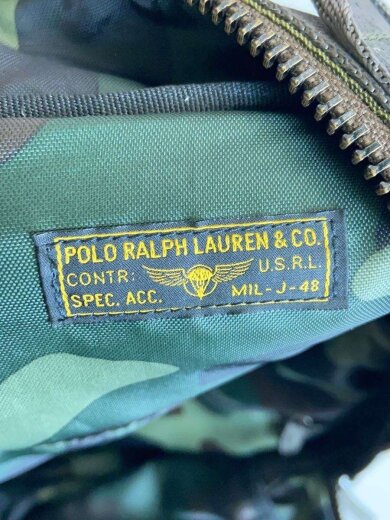 POLO RALPH LAUREN & CO.
CONTR: U.S.R.L.
SPEC. ACC. MIL-J-48